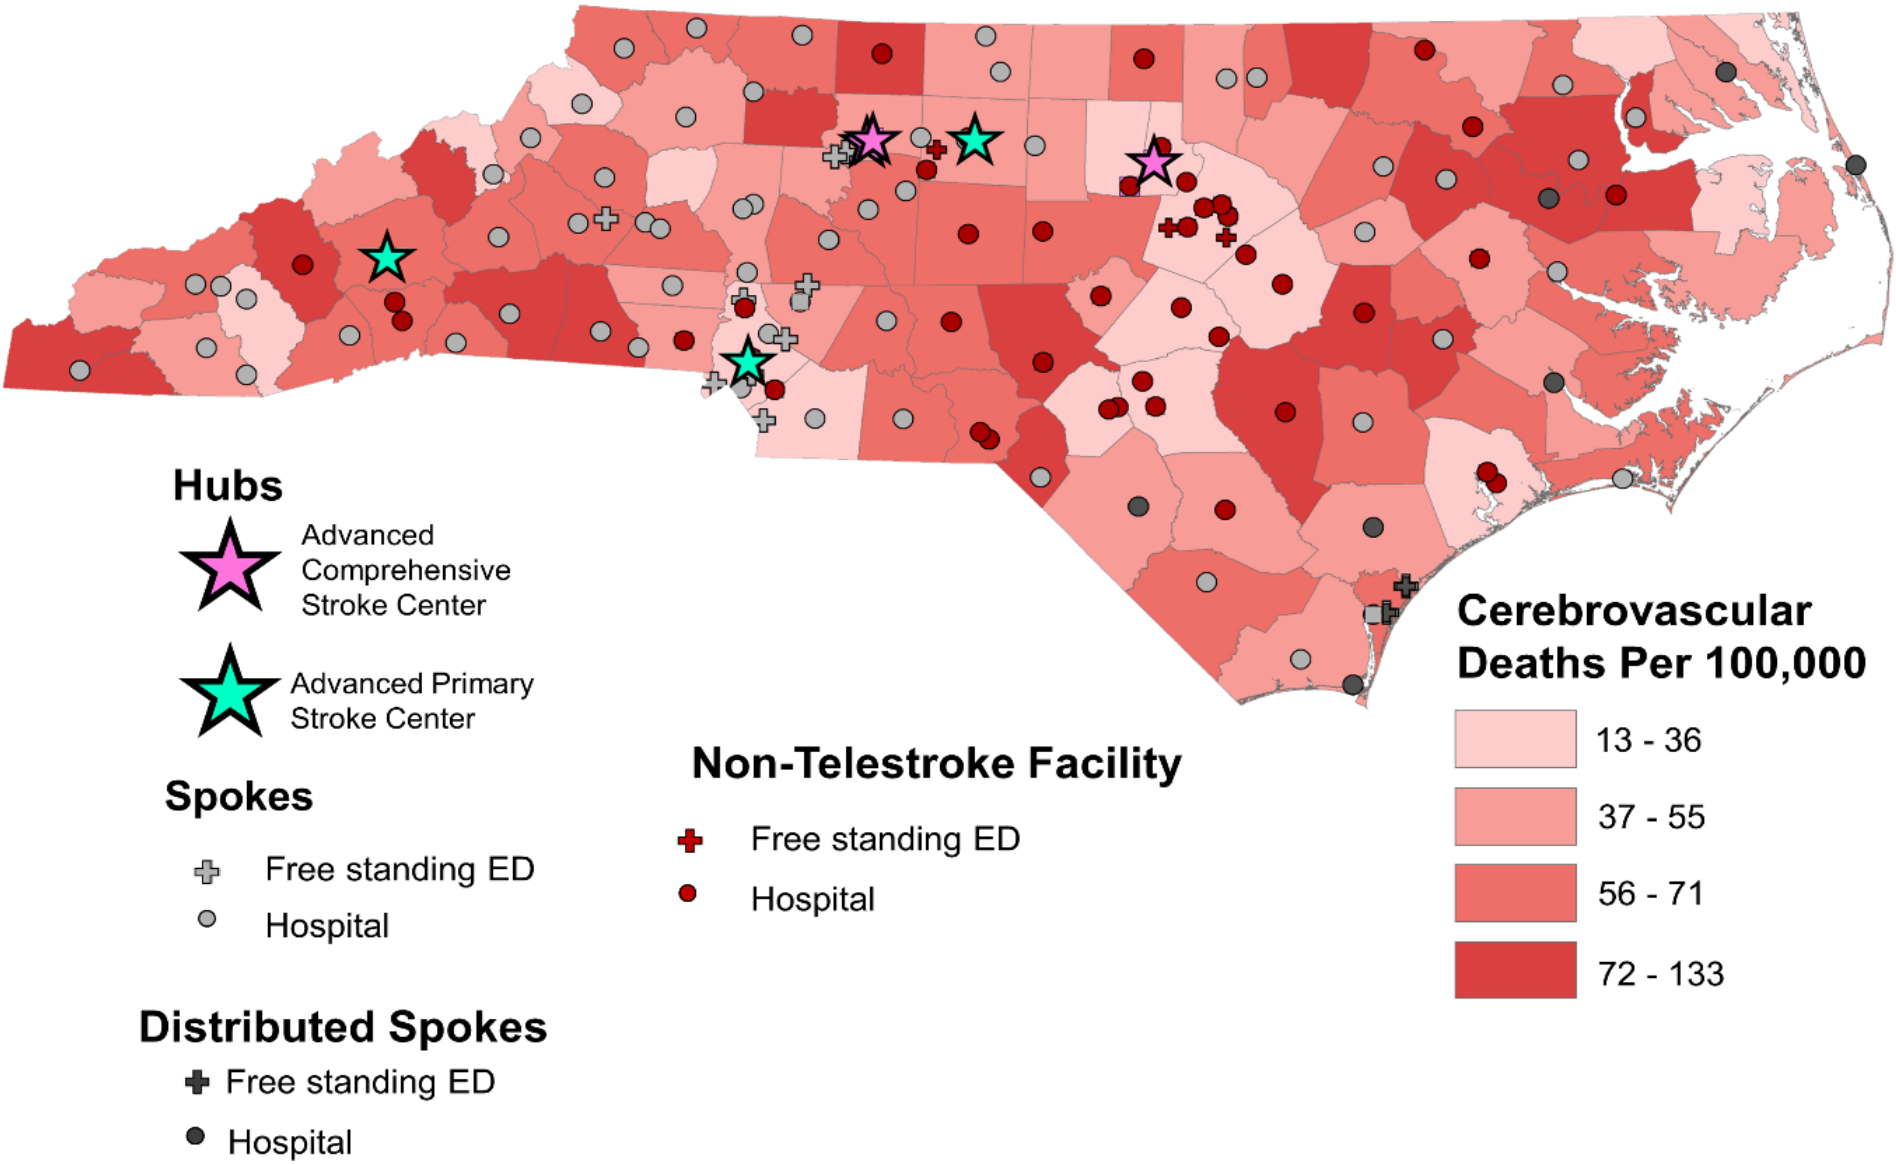 Hubs
Advanced
Comprehensive
Stroke Center
Advanced Primary
Stroke Center
Spokes
Free standing ED
Hospital
Distributed Spokes
Free standing ED
Hospital
Non-Telestroke Facility
Free standing ED
Hospital
Cerebrovascular
Deaths Per 100,000
13 - 36
37 - 55
56 - 71
72 - 133